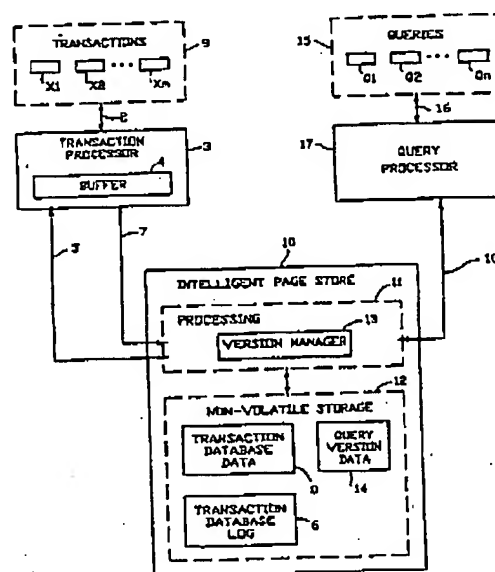 TRANSACTIONS
9
X1 X2 ... Xm
2
TRANSACTION
PROCESSOR
3
4
BUFFER
5
7
15
QUERIES
Q1 Q2 ... Qn
16
17
QUERY
PROCESSOR
10
INTELLIGENT PAGE STORE
11
PROCESSING
13
VERSION MANAGER
12
NON-VOLATILE STORAGE
TRANSACTION
DATABASE
DATA
QUERY
VERSION
DATA
14
TRANSACTION
DATABASE
LOG
6